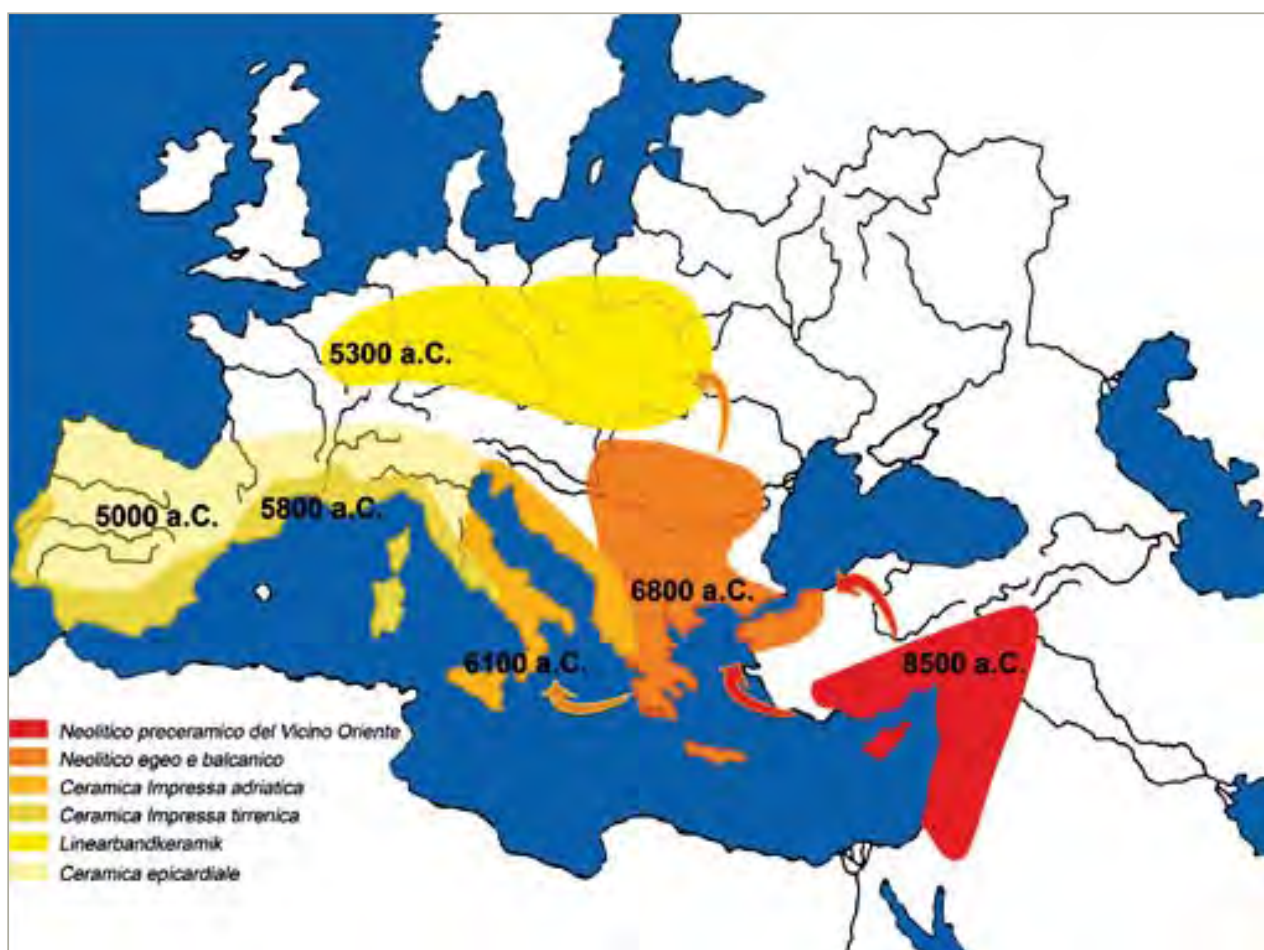 5300 a.C.
5000 a.C.
5800 a.C.
6800 a.C.
6100 a.C.
8500 a.C.
Neolitico preceramico del Vicino Oriente
Neolitico egeo e balcanico
Ceramica Impressa adriatica
Ceramica Impressa tirrenica
Linearbandkeramik
Ceramica epicardiale